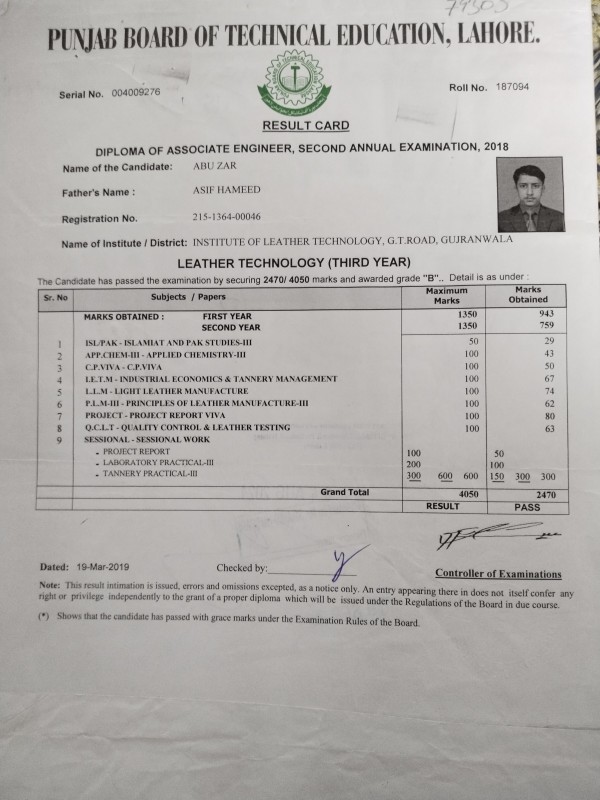 79303
PUNJAB BOARD OF TECHNICAL EDUCATION, LAHORE.
Serial No. 004009276
Roll No. 187094
RESULT CARD
DIPLOMA OF ASSOCIATE ENGINEER, SECOND ANNUAL EXAMINATION, 2018
Name of the Candidate: ABU ZAR
Father's Name : ASIF HAMEED
Registration No. 215-1364-00046
Name of Institute / District: INSTITUTE OF LEATHER TECHNOLOGY, G.T.ROAD, GUJRANWALA
LEATHER TECHNOLOGY (THIRD YEAR)
The Candidate has passed the examination by securing 2470/ 4050 marks and awarded grade "B".. Detail is as under :
Sr. No Subjects / Papers Maximum Marks Marks Obtained
MARKS OBTAINED : FIRST YEAR 1350 943
SECOND YEAR 1350 759
1 ISL/PAK - ISLAMIAT AND PAK STUDIES-III 50 29
2 APP.CHEM-III - APPLIED CHEMISTRY-III 100 43
3 C.P.VIVA - C.P.VIVA 100 50
4 I.E.T.M - INDUSTRIAL ECONOMICS & TANNERY MANAGEMENT 100 67
5 L.L.M - LIGHT LEATHER MANUFACTURE 100 74
6 P.L.M-III - PRINCIPLES OF LEATHER MANUFACTURE-III 100 62
7 PROJECT - PROJECT REPORT VIVA 100 80
8 Q.C.L.T - QUALITY CONTROL & LEATHER TESTING 100 63
9 SESSIONAL - SESSIONAL WORK
- PROJECT REPORT 100 50
- LABORATORY PRACTICAL-III 200 100
- TANNERY PRACTICAL-III 300 600 600 150 300 300
Grand Total 4050 2470
RESULT PASS
Dated: 19-Mar-2019 Checked by:
Controller of Examinations
Note: This result intimation is issued, errors and omissions excepted, as a notice only. An entry appearing there in does not itself confer any
right or privilege independently to the grant of a proper diploma which will be issued under the Regulations of the Board in due course.
(*) Shows that the candidate has passed with grace marks under the Examination Rules of the Board.